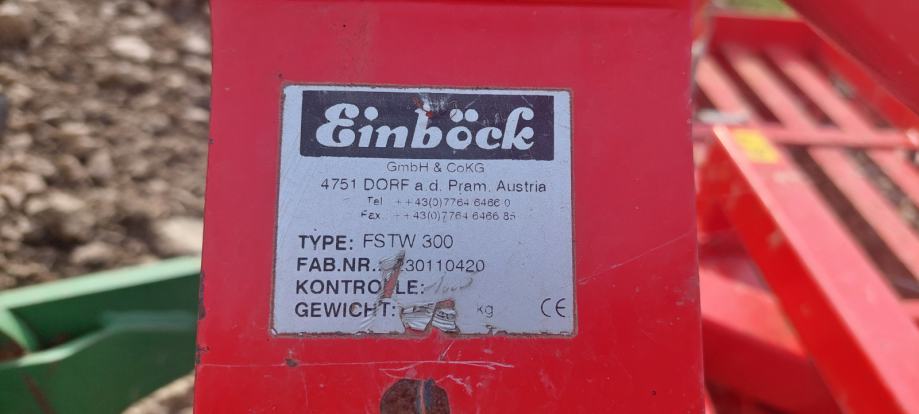 Einböck
GmbH & CoKG
4751 DORF a.d. Pram, Austria
Tel. ++43(0)7764 6466 0
Fax. ++43(0)7764 6466 85
TYPE: FSTW 300
FAB.NR.: 30110420
KONTROLLE:
GEWICHT: kg CE